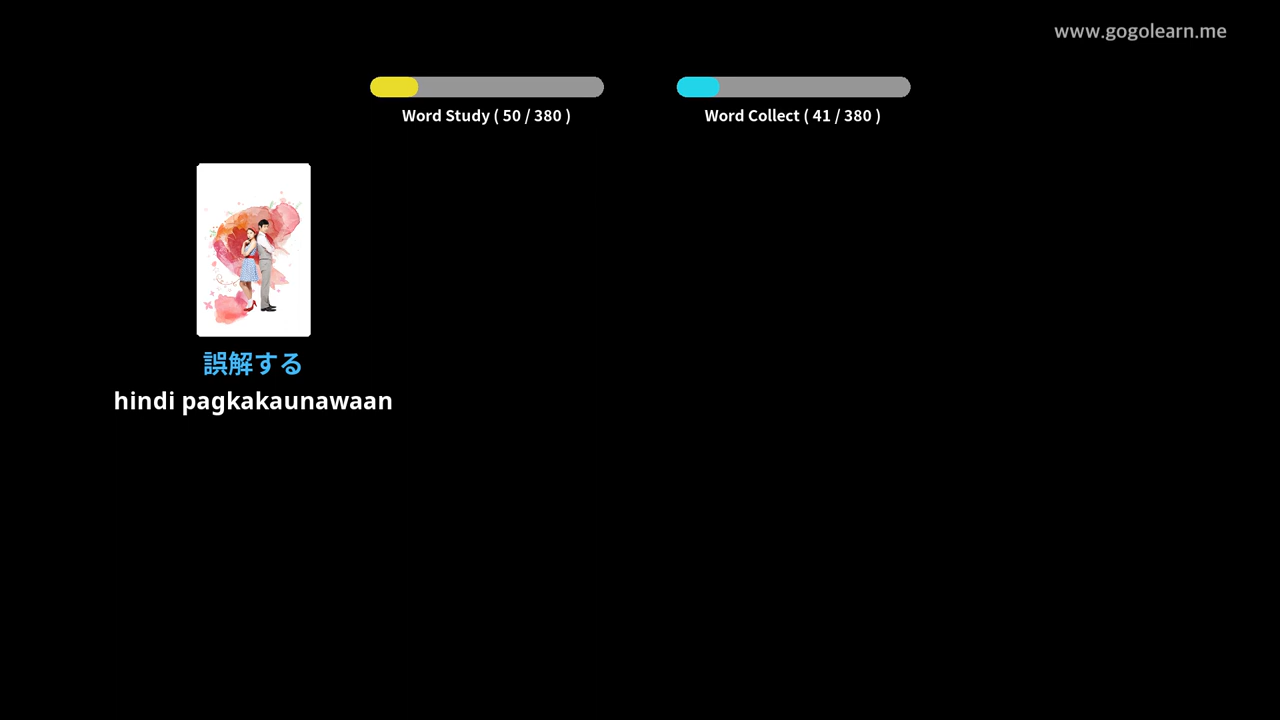 www.gogolearn.me
Word Study ( 50 / 380 )
Word Collect ( 41 / 380 )
誤解する
hindi pagkakaunawaan